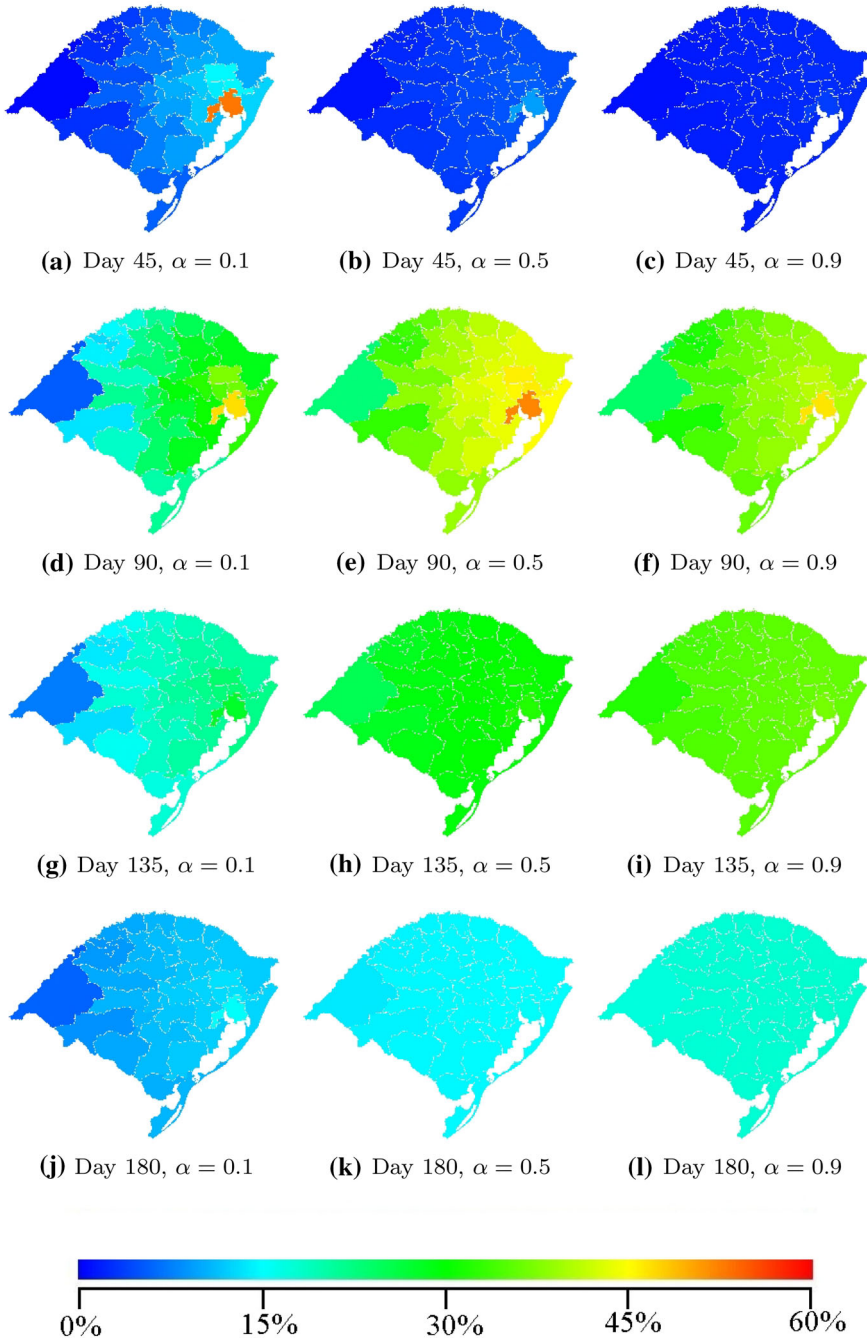 (a) Day 45, α = 0.1
(b) Day 45, α = 0.5
(c) Day 45, α = 0.9
(d) Day 90, α = 0.1
(e) Day 90, α = 0.5
(f) Day 90, α = 0.9
(g) Day 135, α = 0.1
(h) Day 135, α = 0.5
(i) Day 135, α = 0.9
(j) Day 180, α = 0.1
(k) Day 180, α = 0.5
(l) Day 180, α = 0.9
0% 15% 30% 45% 60%